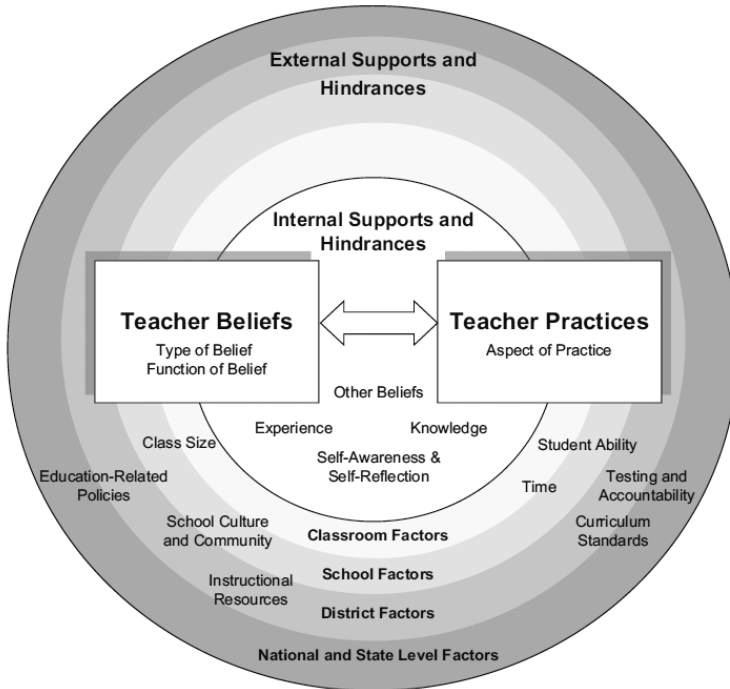 External Supports and
Hindrances
Internal Supports and
Hindrances
Teacher Beliefs
Type of Belief
Function of Belief
Teacher Practices
Aspect of Practice
Other Beliefs
Experience
Knowledge
Self-Awareness &
Self-Reflection
Class Size
Student Ability
Education-Related
Policies
Time
Testing and
Accountability
School Culture
and Community
Curriculum
Standards
Classroom Factors
Instructional
Resources
School Factors
District Factors
National and State Level Factors